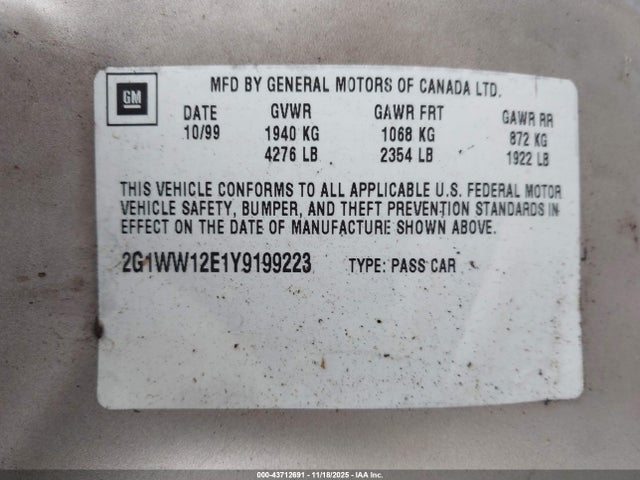 GM
MFD BY GENERAL MOTORS OF CANADA LTD.
DATE GVWR GAWR FRT GAWR RR
10/99 1940 KG 1068 KG 872 KG
4276 LB 2354 LB 1922 LB
THIS VEHICLE CONFORMS TO ALL APPLICABLE U.S. FEDERAL MOTOR
VEHICLE SAFETY, BUMPER, AND THEFT PREVENTION STANDARDS IN
EFFECT ON THE DATE OF MANUFACTURE SHOWN ABOVE.
2G1WW12E1Y9199223 TYPE: PASS CAR
000-43712691 - 11/18/2025 - IAA Inc.